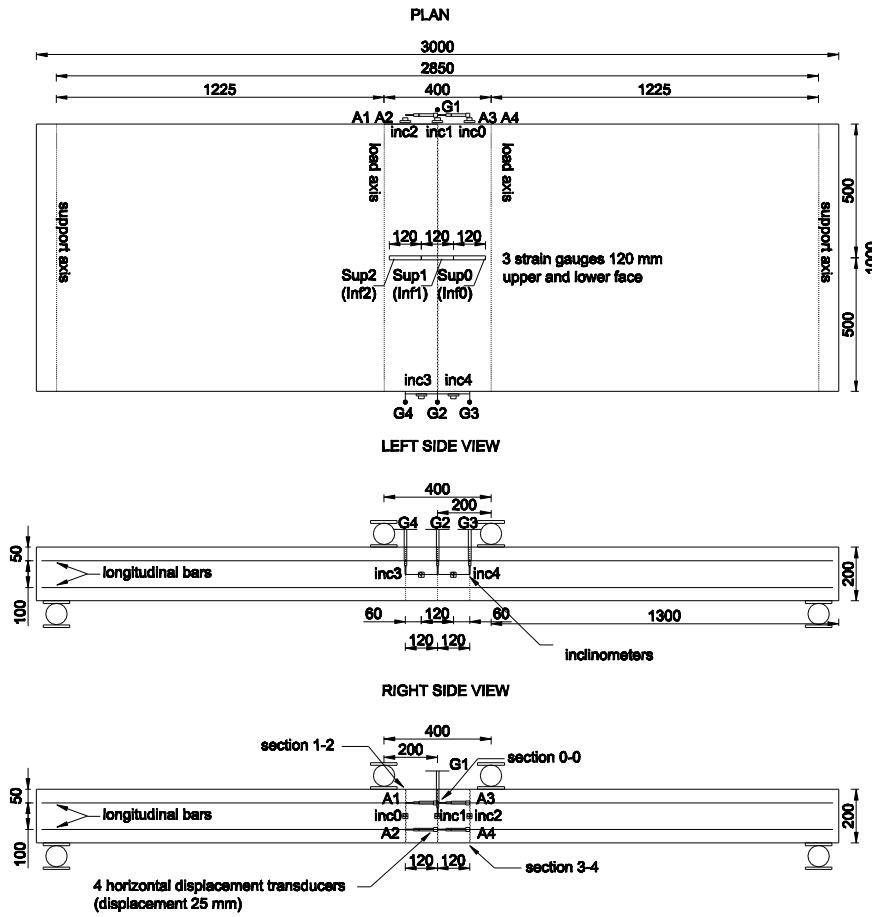 PLAN
3000
2850
1225 400 1225
G1
A1 A2 A3 A4
inc2 inc1 inc0
support axis
load axis
load axis
support axis
500
500
1000
120 120 120
3 strain gauges 120 mm
upper and lower face
Sup2 Sup1 Sup0
(Inf2) (Inf1) (Inf0)
inc3 inc4
G4 G2 G3
LEFT SIDE VIEW
400
200
G4 G2 G3
50
longitudinal bars
inc3 inc4
200
100
60 120 60
1300
120 120
inclinometers
RIGHT SIDE VIEW
400
section 1-2
200
section 0-0
G1
50
A1 A3
longitudinal bars
inc0 inc1 inc2
200
A2 A4
100
120 120
section 3-4
4 horizontal displacement transducers
(displacement 25 mm)